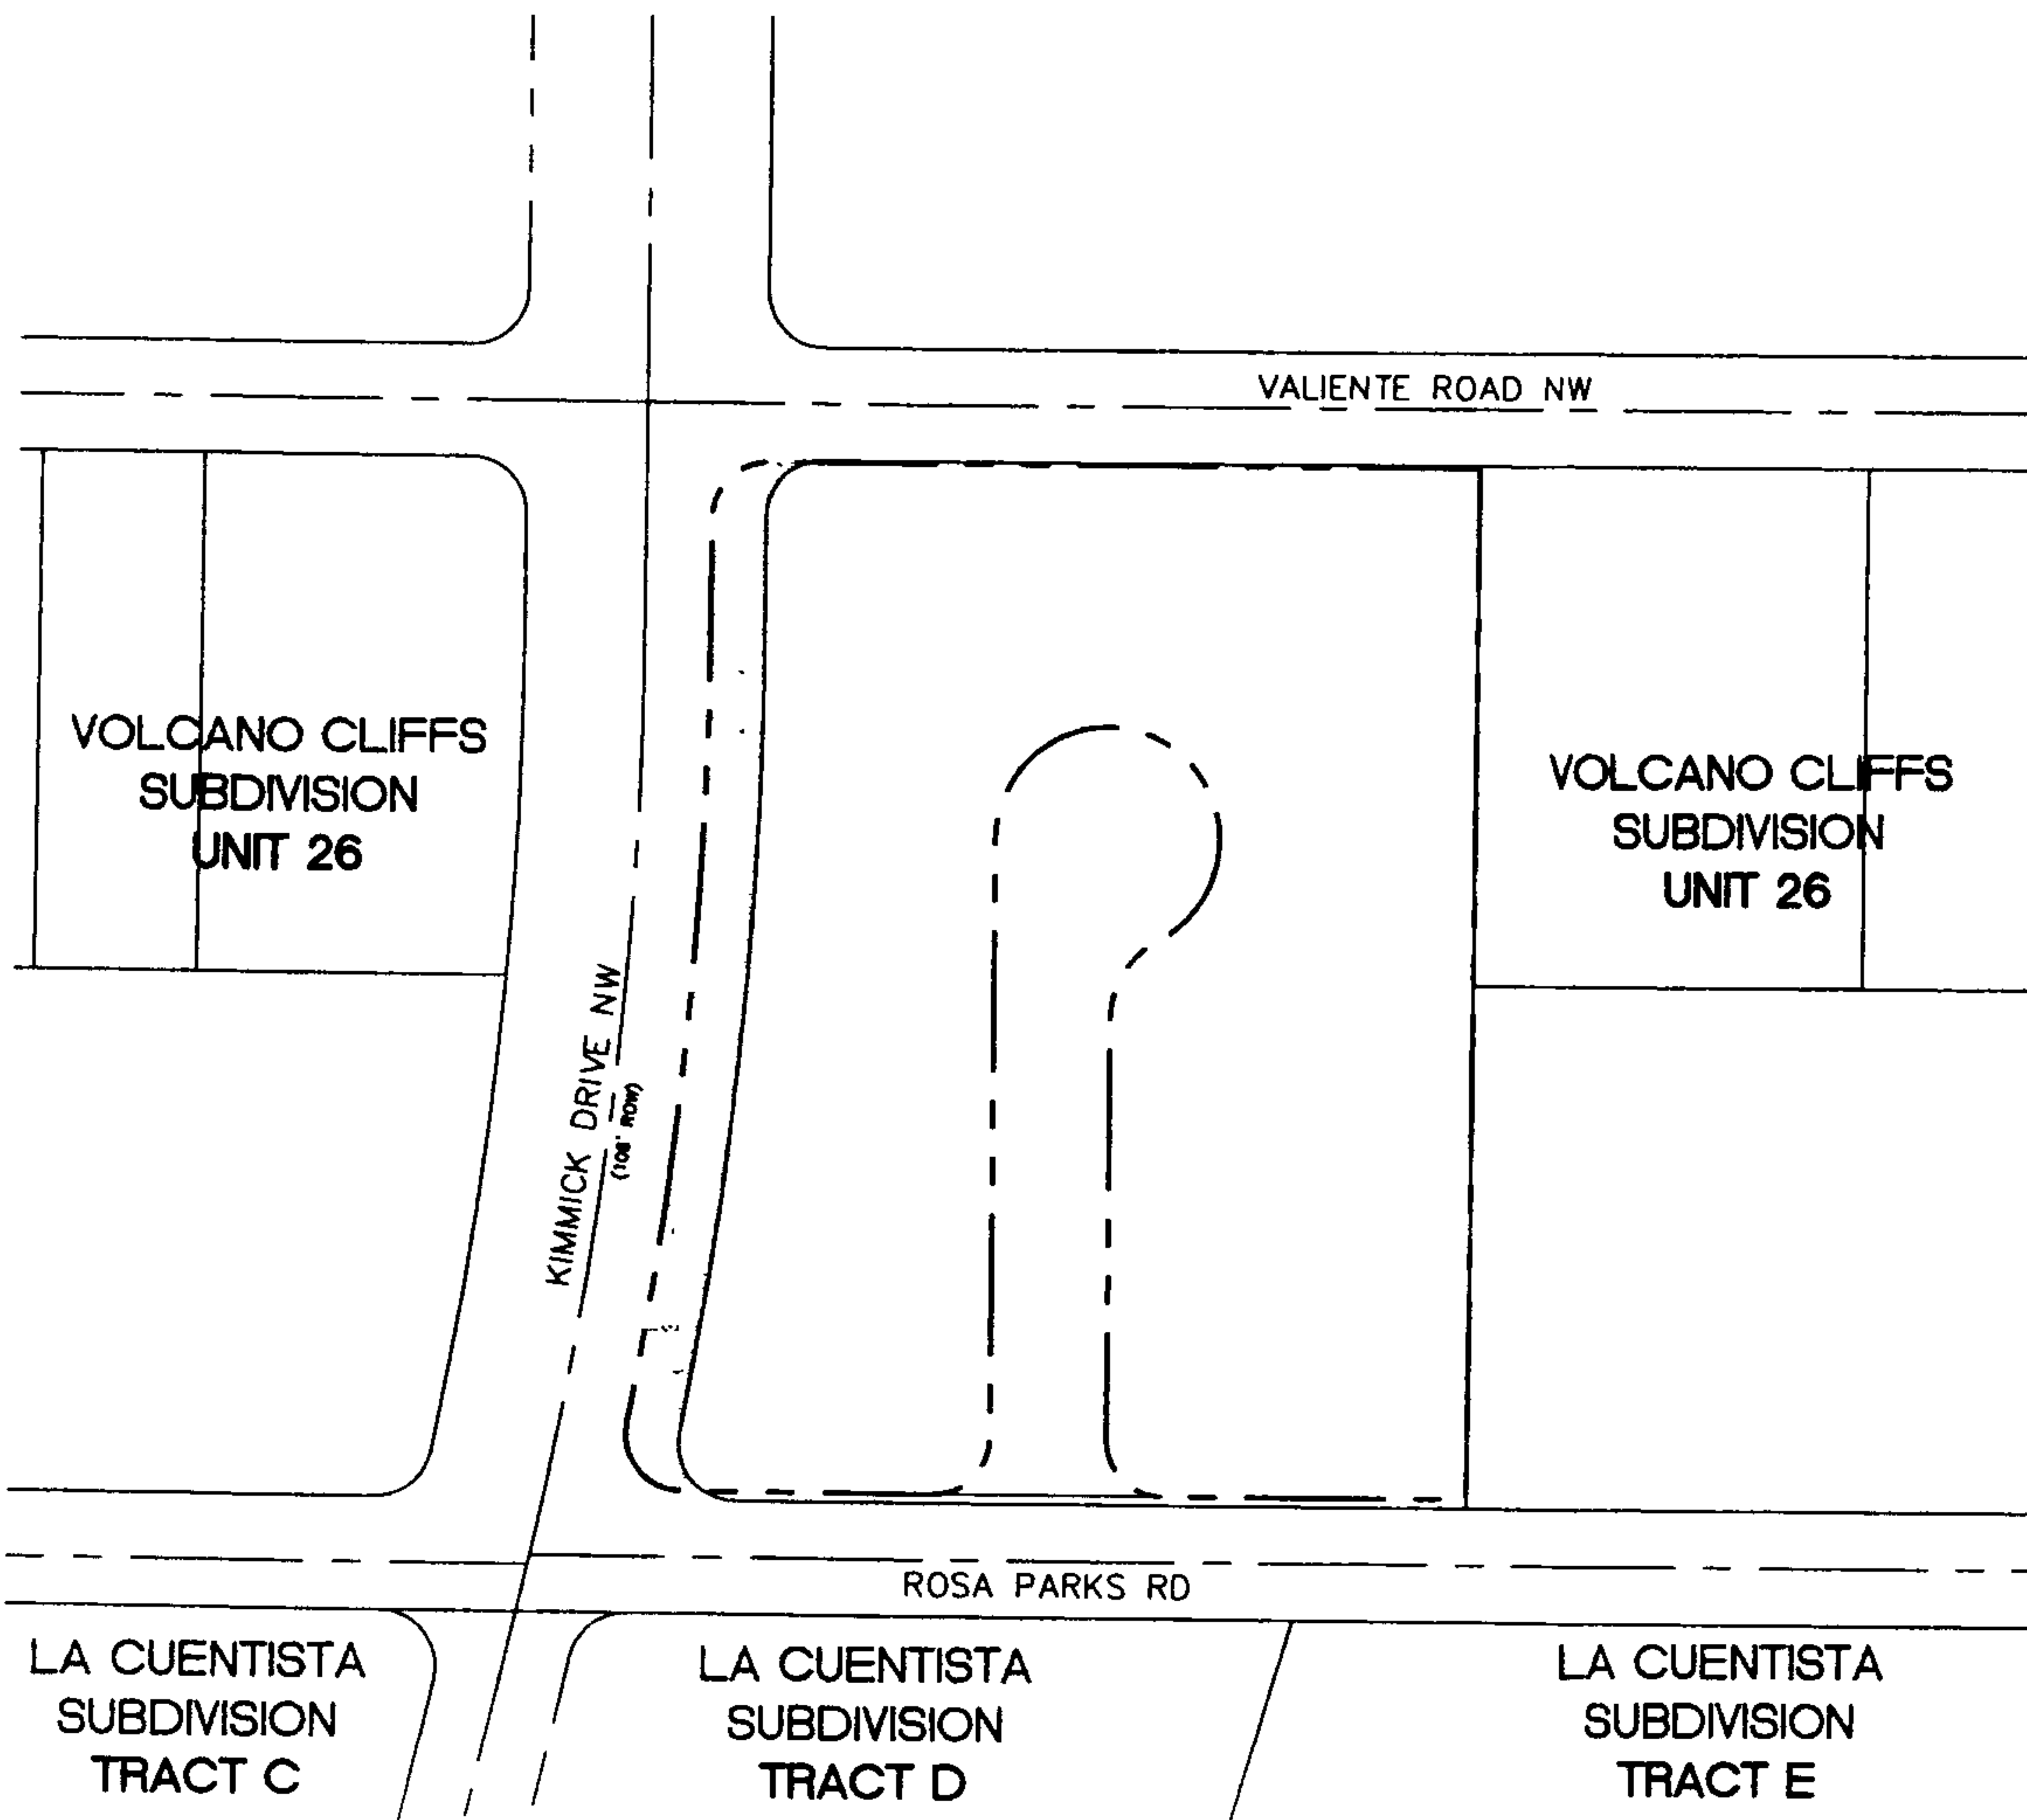 VALIENTE ROAD NW
VOLCANO CLIFFS
SUBDIVISION
UNIT 26
VOLCANO CLIFFS
SUBDIVISION
UNIT 26
KIMMICK DRIVE NW
(106' ROW)
ROSA PARKS RD
LA CUENTISTA
SUBDIVISION
TRACT C
LA CUENTISTA
SUBDIVISION
TRACT D
LA CUENTISTA
SUBDIVISION
TRACT E